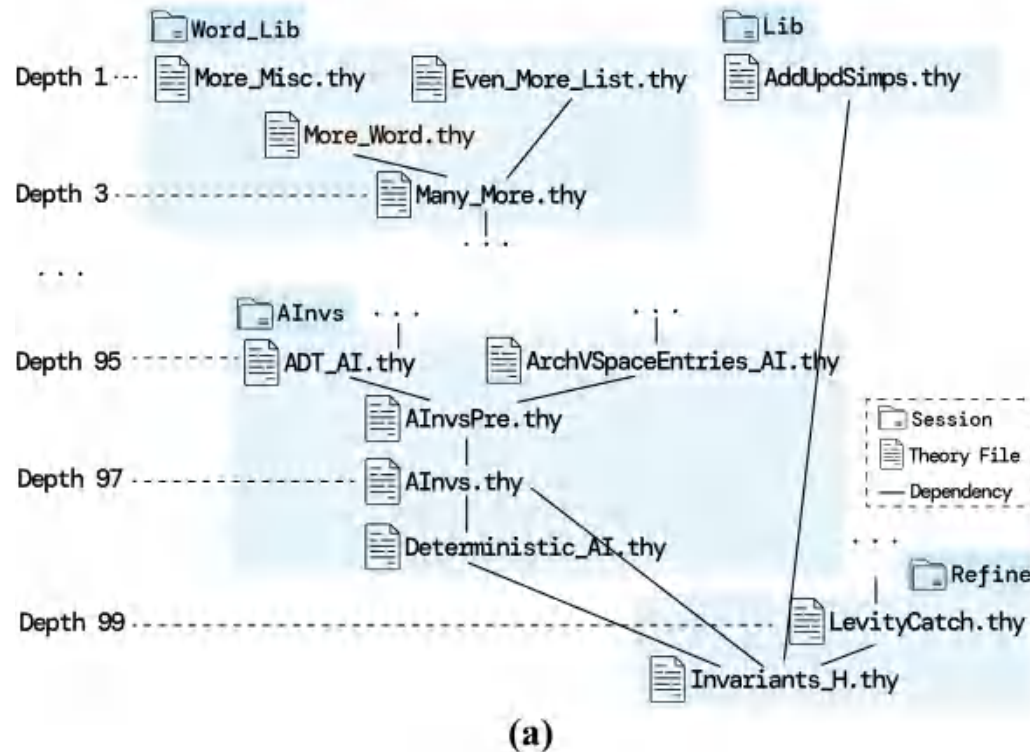 Word_Lib Lib
Depth 1 More_Misc.thy Even_More_List.thy AddUpdSimps.thy
More_Word.thy
Depth 3 Many_More.thy
. . .
. . .
AInvs . . . . . .
Depth 95 ADT_AI.thy ArchVSpaceEntries_AI.thy
AInvsPre.thy
Session
Theory File
Dependency
Depth 97 AInvs.thy
Deterministic_AI.thy
. . .
Refine
Depth 99 LevityCatch.thy
Invariants_H.thy
(a)